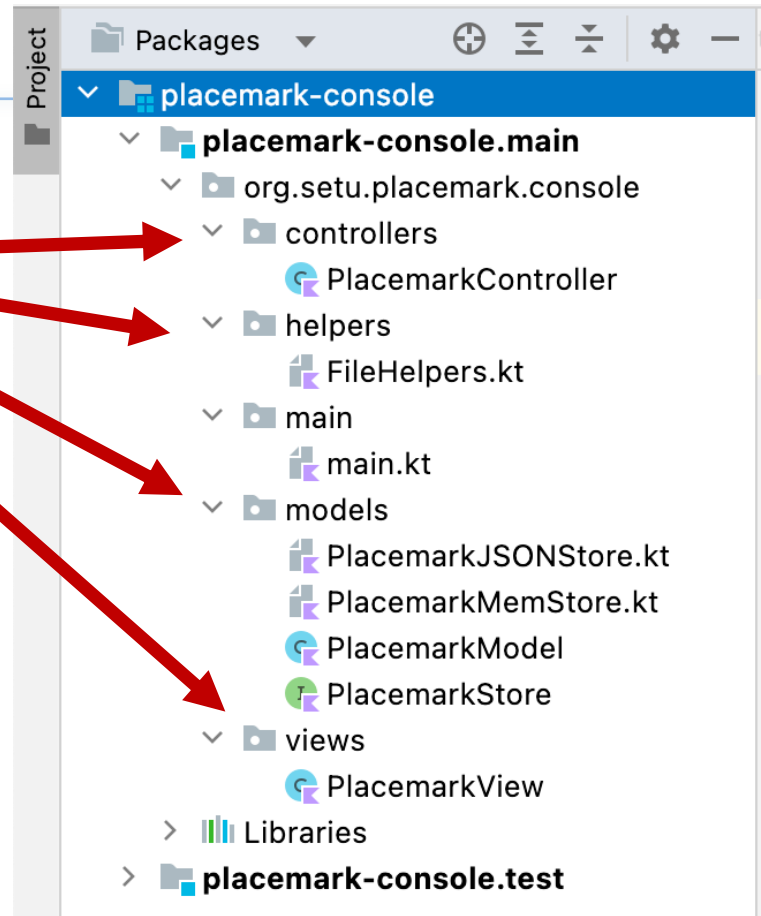 Project
Packages
placemark-console
placemark-console.main
org.setu.placemark.console
controllers
PlacemarkController
helpers
FileHelpers.kt
main
main.kt
models
PlacemarkJSONStore.kt
PlacemarkMemStore.kt
PlacemarkModel
PlacemarkStore
views
PlacemarkView
Libraries
placemark-console.test